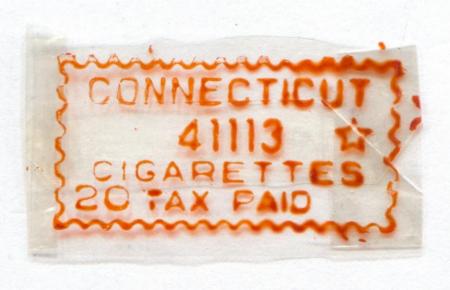 CONNECTICUT
41113 ☆
CIGARETTES
20 TAX PAID